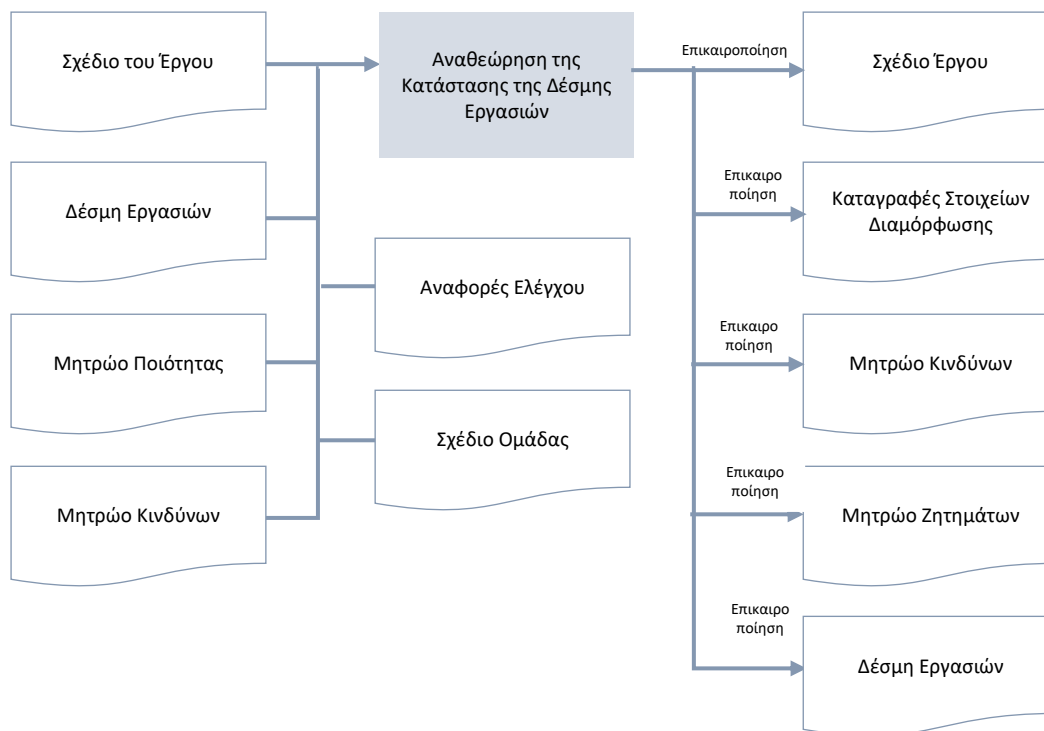 Σχέδιο του Έργου
Αναθεώρηση της
Κατάστασης της Δέσμης
Εργασιών
Επικαιροποίηση
Σχέδιο Έργου
Δέσμη Εργασιών
Επικαιρο
ποίηση
Καταγραφές Στοιχείων
Διαμόρφωσης
Αναφορές Ελέγχου
Μητρώο Ποιότητας
Επικαιρο
ποίηση
Μητρώο Κινδύνων
Σχέδιο Ομάδας
Μητρώο Κινδύνων
Επικαιρο
ποίηση
Μητρώο Ζητημάτων
Επικαιρο
ποίηση
Δέσμη Εργασιών